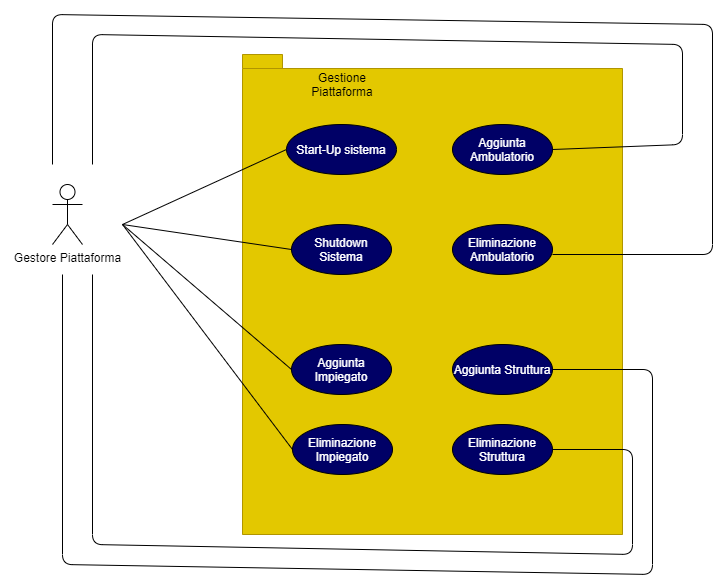 Gestione
Piattaforma
Start-Up sistema
Aggiunta
Ambulatorio
Gestore Piattaforma
Shutdown
Sistema
Eliminazione
Ambulatorio
Aggiunta
Impiegato
Aggiunta Struttura
Eliminazione
Impiegato
Eliminazione
Struttura